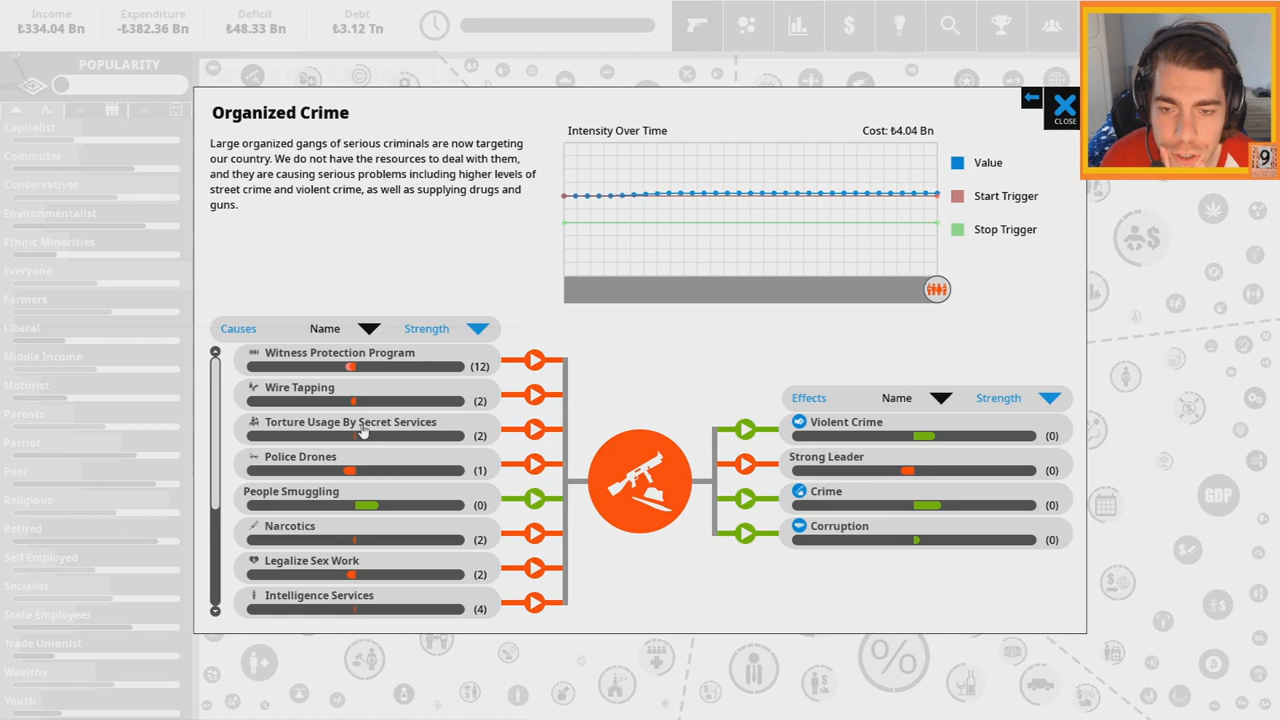 Income
₺334.04 Bn
Expenditure
-₺382.36 Bn
Deficit
₺48.33 Bn
Debt
₺3.12 Tn
POPULARITY
Capitalist
Commuter
Conservatives
Environmentalist
Ethnic Minorities
Everyone
Farmers
Liberal
Middle Income
Motorist
Parents
Patriot
Poor
Religious
Retired
Self Employed
Socialist
State Employees
Trade Unionist
Wealthy
Youth
Organized Crime
Large organized gangs of serious criminals are now targeting
our country. We do not have the resources to deal with them,
and they are causing serious problems including higher levels of
street crime and violent crime, as well as supplying drugs and
guns.
Intensity Over Time
Cost: ₺4.04 Bn
CLOSE
Value
Start Trigger
Stop Trigger
Causes Name Strength
Witness Protection Program
(12)
Wire Tapping
(2)
Torture Usage By Secret Services
(2)
Police Drones
(1)
People Smuggling
(0)
Narcotics
(2)
Legalize Sex Work
(2)
Intelligence Services
(4)
Effects Name Strength
Violent Crime
(0)
Strong Leader
(0)
Crime
(0)
Corruption
(0)
GDP
%
9